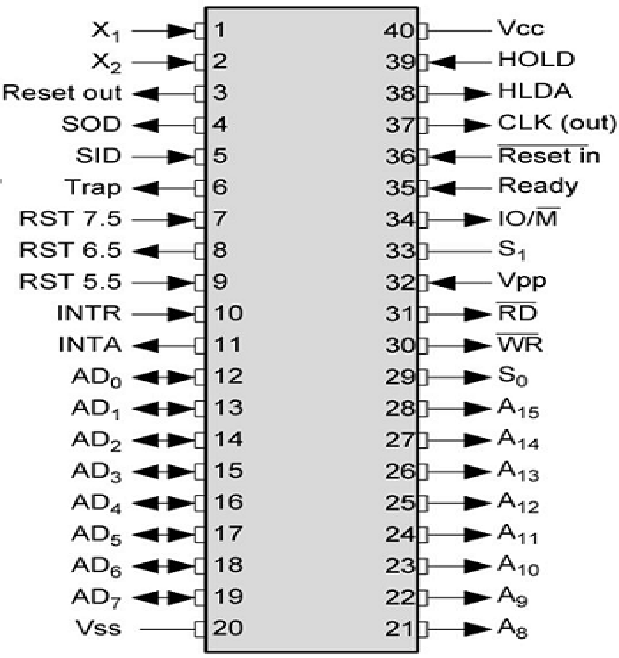 X₁ 1 40 Vcc
X₂ 2 39 HOLD
Reset out 3 38 HLDA
SOD 4 37 CLK (out)
SID 5 36 R̅e̅s̅e̅t̅ ̅i̅n̅
Trap 6 35 Ready
RST 7.5 7 34 IO/M̅
RST 6.5 8 33 S₁
RST 5.5 9 32 Vpp
INTR 10 31 R̅D̅
INTA 11 30 W̅R̅
AD₀ 12 29 S₀
AD₁ 13 28 A₁₅
AD₂ 14 27 A₁₄
AD₃ 15 26 A₁₃
AD₄ 16 25 A₁₂
AD₅ 17 24 A₁₁
AD₆ 18 23 A₁₀
AD₇ 19 22 A₉
Vss 20 21 A₈